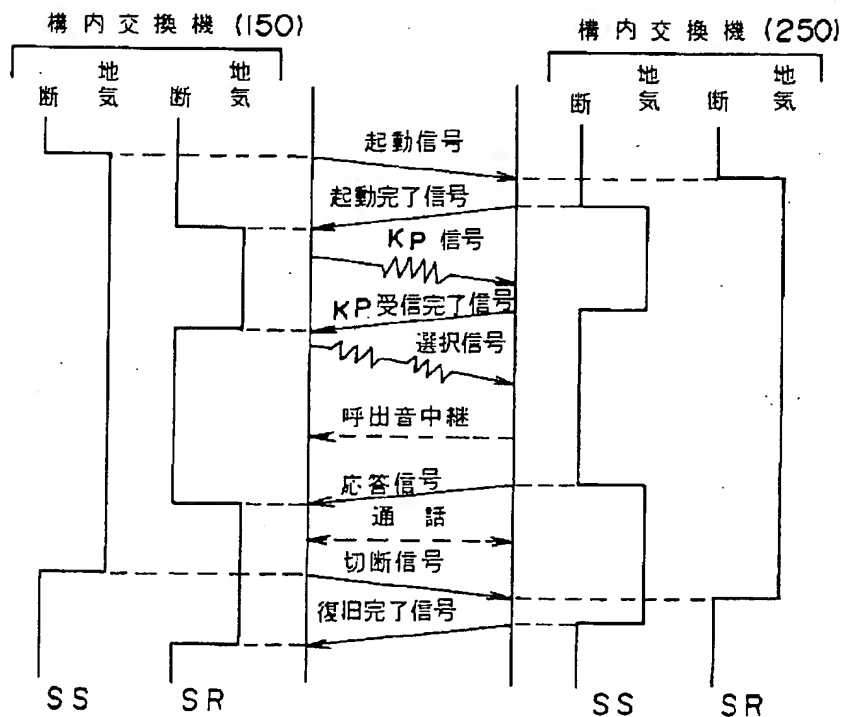 構内交換機(150)
構内交換機(250)
断 地気 断 地気
断 地気 断 地気
起動信号
起動完了信号
KP 信号
KP受信完了信号
選択信号
呼出音中継
応答信号
通話
切断信号
復旧完了信号
SS SR
SS SR